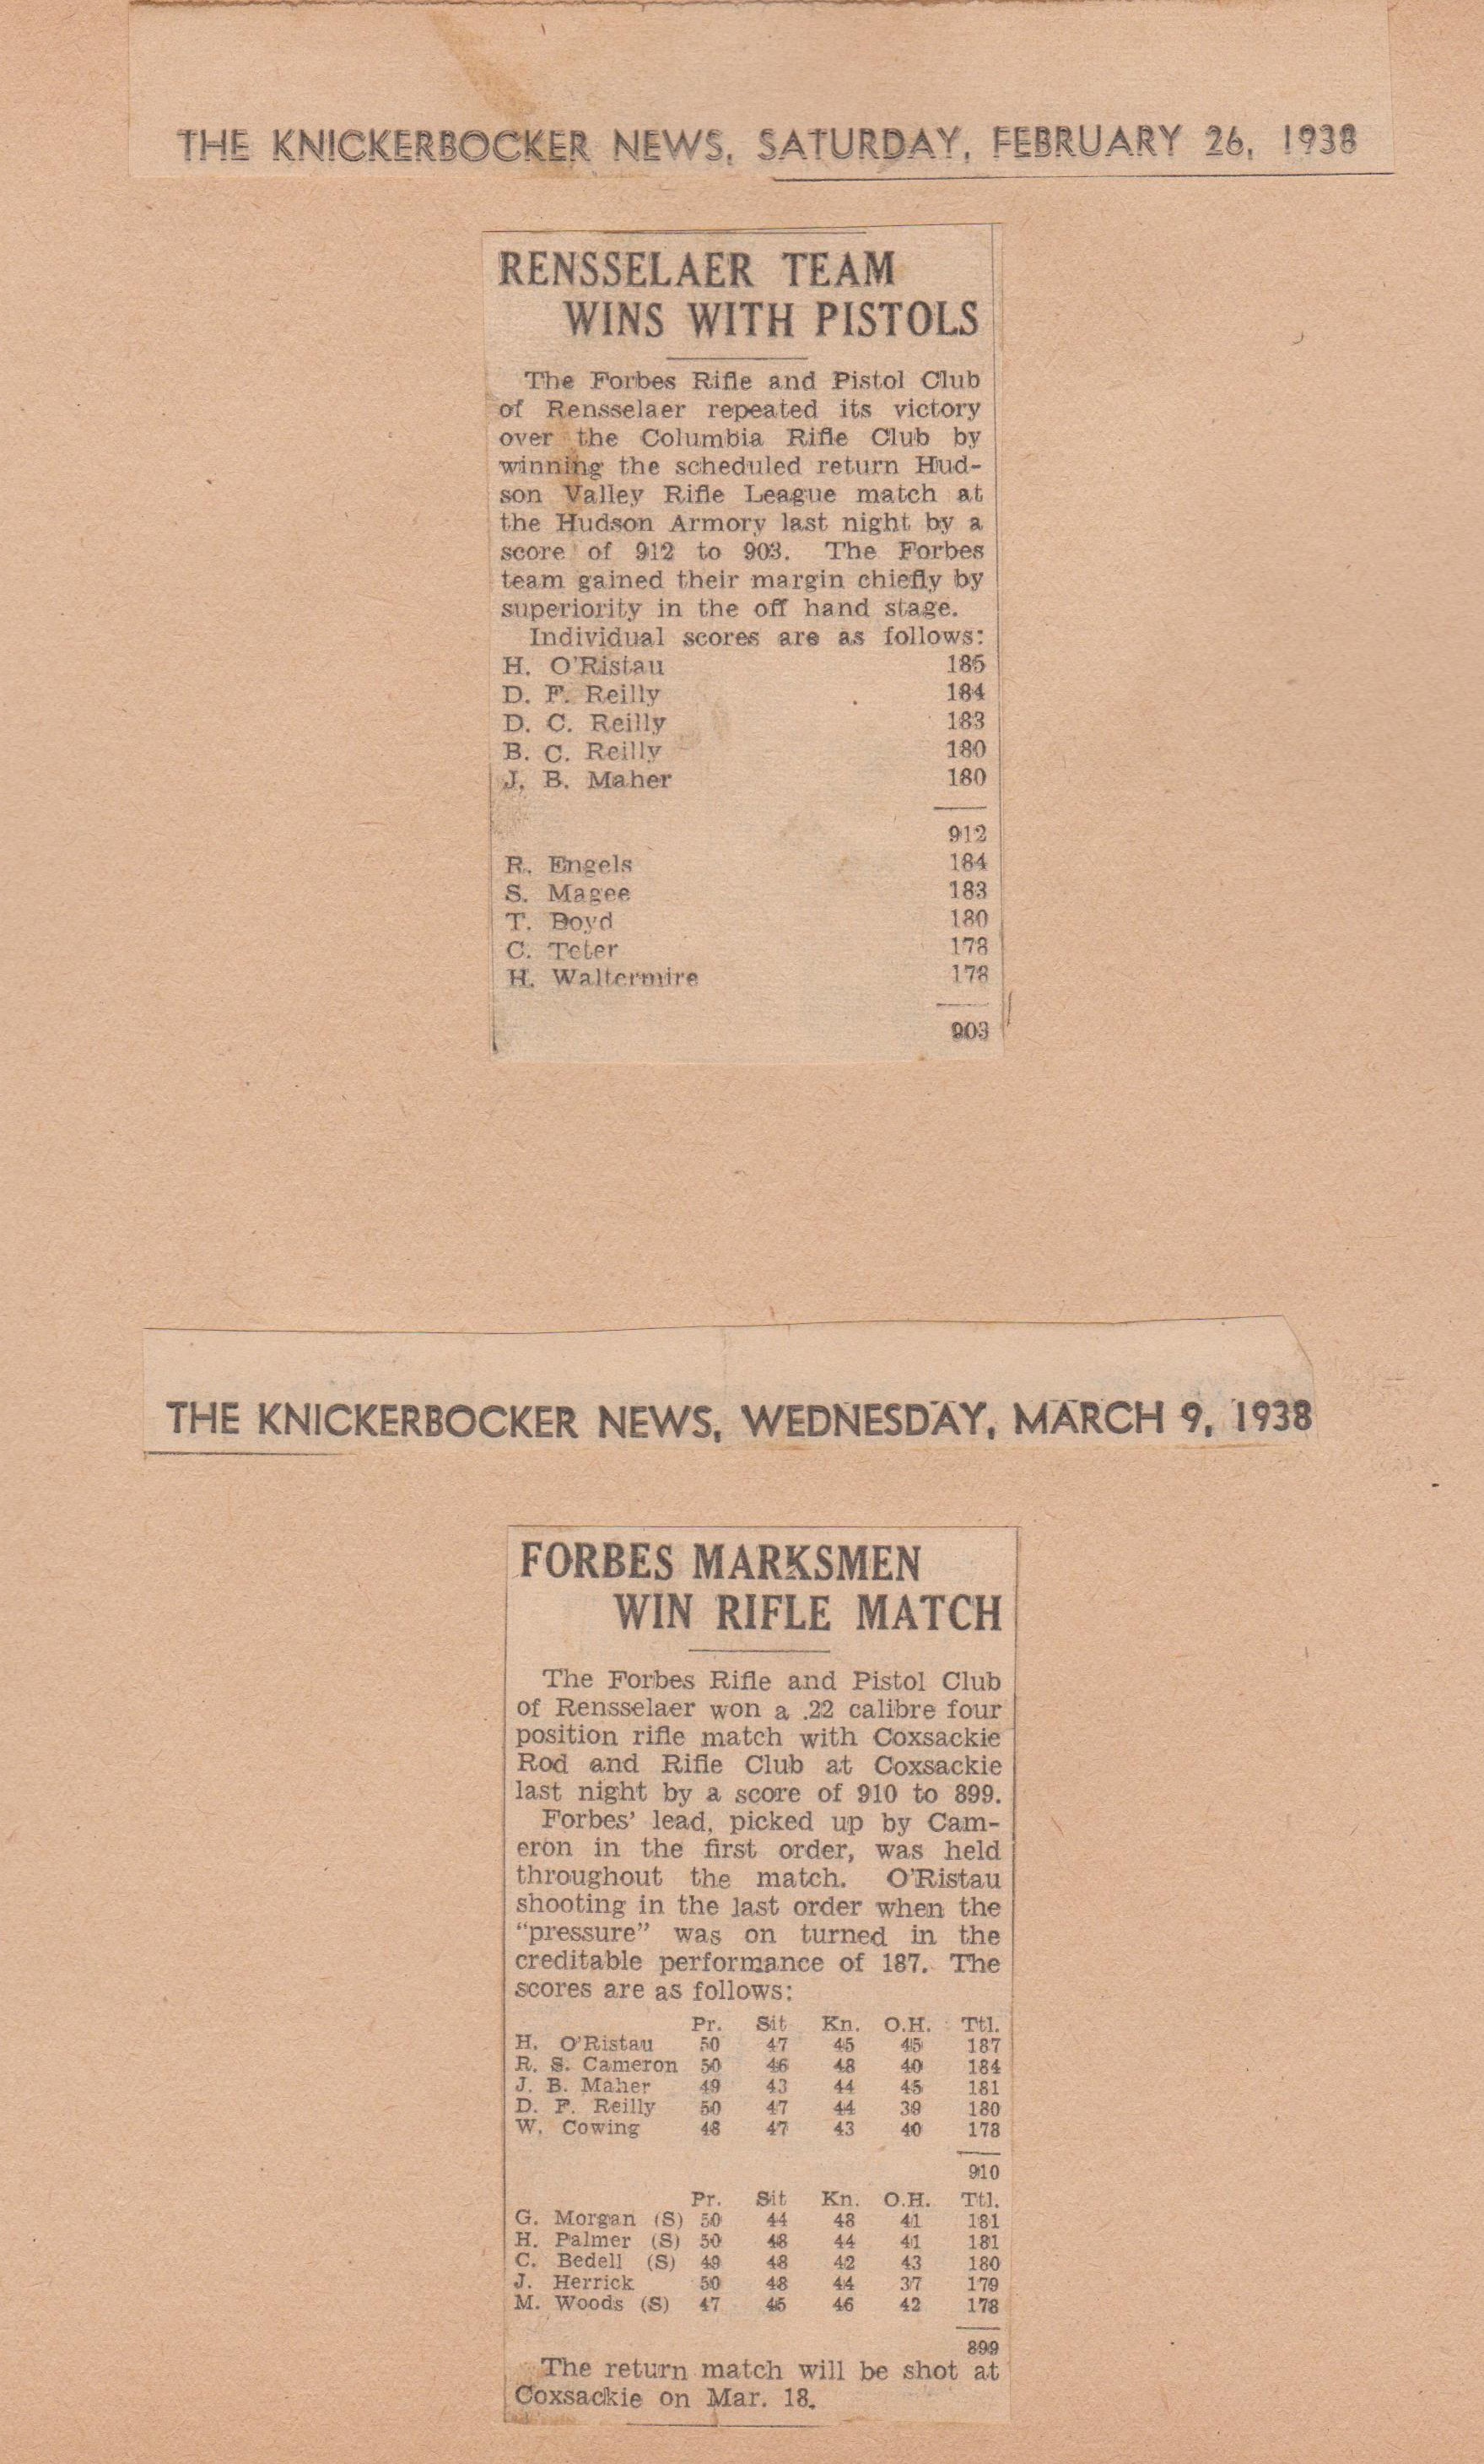 THE KNICKERBOCKER NEWS, SATURDAY, FEBRUARY 26, 1938
RENSSELAER TEAM
WINS WITH PISTOLS
The Forbes Rifle and Pistol Club
of Rensselaer repeated its victory
over the Columbia Rifle Club by
winning the scheduled return Hud-
son Valley Rifle League match at
the Hudson Armory last night by a
score of 912 to 903. The Forbes
team gained their margin chiefly by
superiority in the off hand stage.
Individual scores are as follows:
H. O'Ristau 185
D. F. Reilly 184
D. C. Reilly 183
B. C. Reilly 180
J. B. Maher 180
912
R. Engels 184
S. Magee 183
T. Boyd 180
C. Teter 178
H. Waltermire 178
903
THE KNICKERBOCKER NEWS, WEDNESDAY, MARCH 9, 1938
FORBES MARKSMEN
WIN RIFLE MATCH
The Forbes Rifle and Pistol Club
of Rensselaer won a .22 calibre four
position rifle match with Coxsackie
Rod and Rifle Club at Coxsackie
last night by a score of 910 to 899.
Forbes' lead, picked up by Cam-
eron in the first order, was held
throughout the match. O'Ristau
shooting in the last order when the
"pressure" was on turned in the
creditable performance of 187. The
scores are as follows:
Pr. Sit Kn. O.H. Ttl.
H. O'Ristau 50 47 45 45 187
R. S. Cameron 50 46 48 40 184
J. B. Maher 49 43 44 45 181
D. F. Reilly 50 47 44 39 180
W. Cowing 48 47 43 40 178
910
Pr. Sit Kn. O.H. Ttl.
G. Morgan (S) 50 44 48 41 181
H. Palmer (S) 50 48 44 41 181
C. Bedell (S) 49 48 42 43 180
J. Herrick 50 48 44 37 179
M. Woods (S) 47 45 46 42 178
899
The return match will be shot at
Coxsackie on Mar. 18.